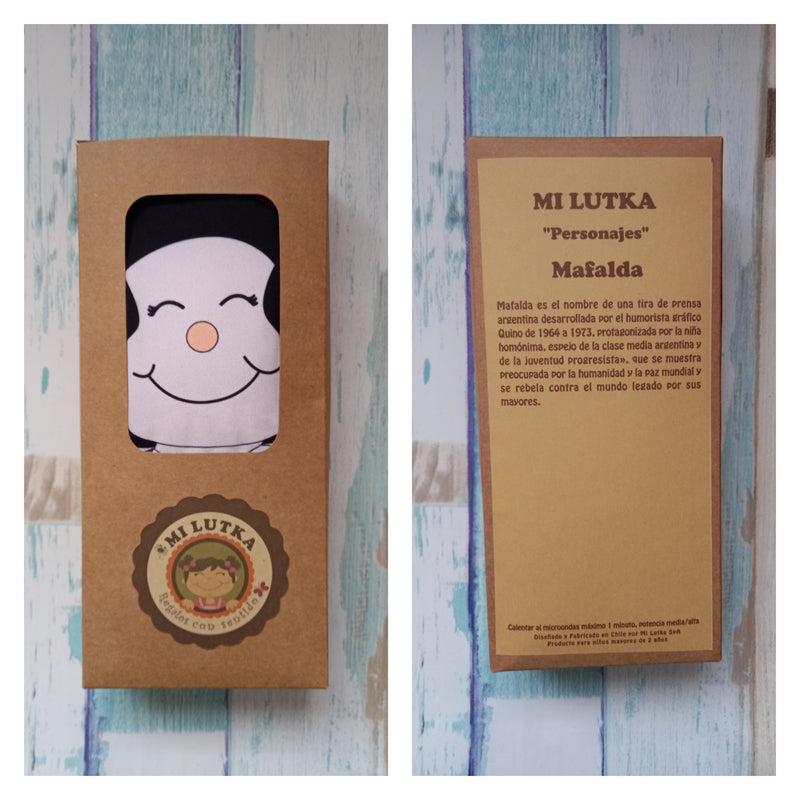 MI LUTKA
Regalos con sentido
MI LUTKA
"Personajes"
Mafalda
Mafalda es el nombre de una tira de prensa
argentina desarrollada por el humorista gráfico
Quino de 1964 a 1973, protagonizada por la niña
homónima, espejo de la clase media argentina y
de la juventud progresista», que se muestra
preocupada por la humanidad y la paz mundial y
se rebela contra el mundo legado por sus
mayores.
Calentar al microondas máximo 1 minuto, potencia media/alta
Diseñado y Fabricado en Chile por Mi Lutka SpA
Producto para niños mayores de 2 años